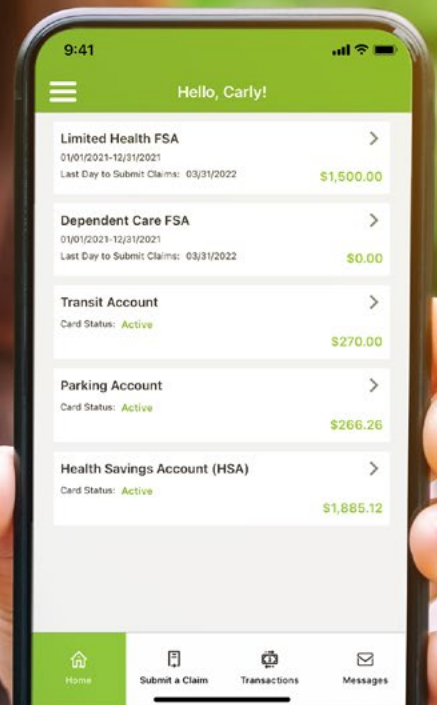 9:41
Hello, Carly!
Limited Health FSA
01/01/2021-12/31/2021
Last Day to Submit Claims: 03/31/2022
$1,500.00
Dependent Care FSA
01/01/2021-12/31/2021
Last Day to Submit Claims: 03/31/2022
$0.00
Transit Account
Card Status: Active
$270.00
Parking Account
Card Status: Active
$266.26
Health Savings Account (HSA)
Card Status: Active
$1,885.12
Home
Submit a Claim
Transactions
Messages